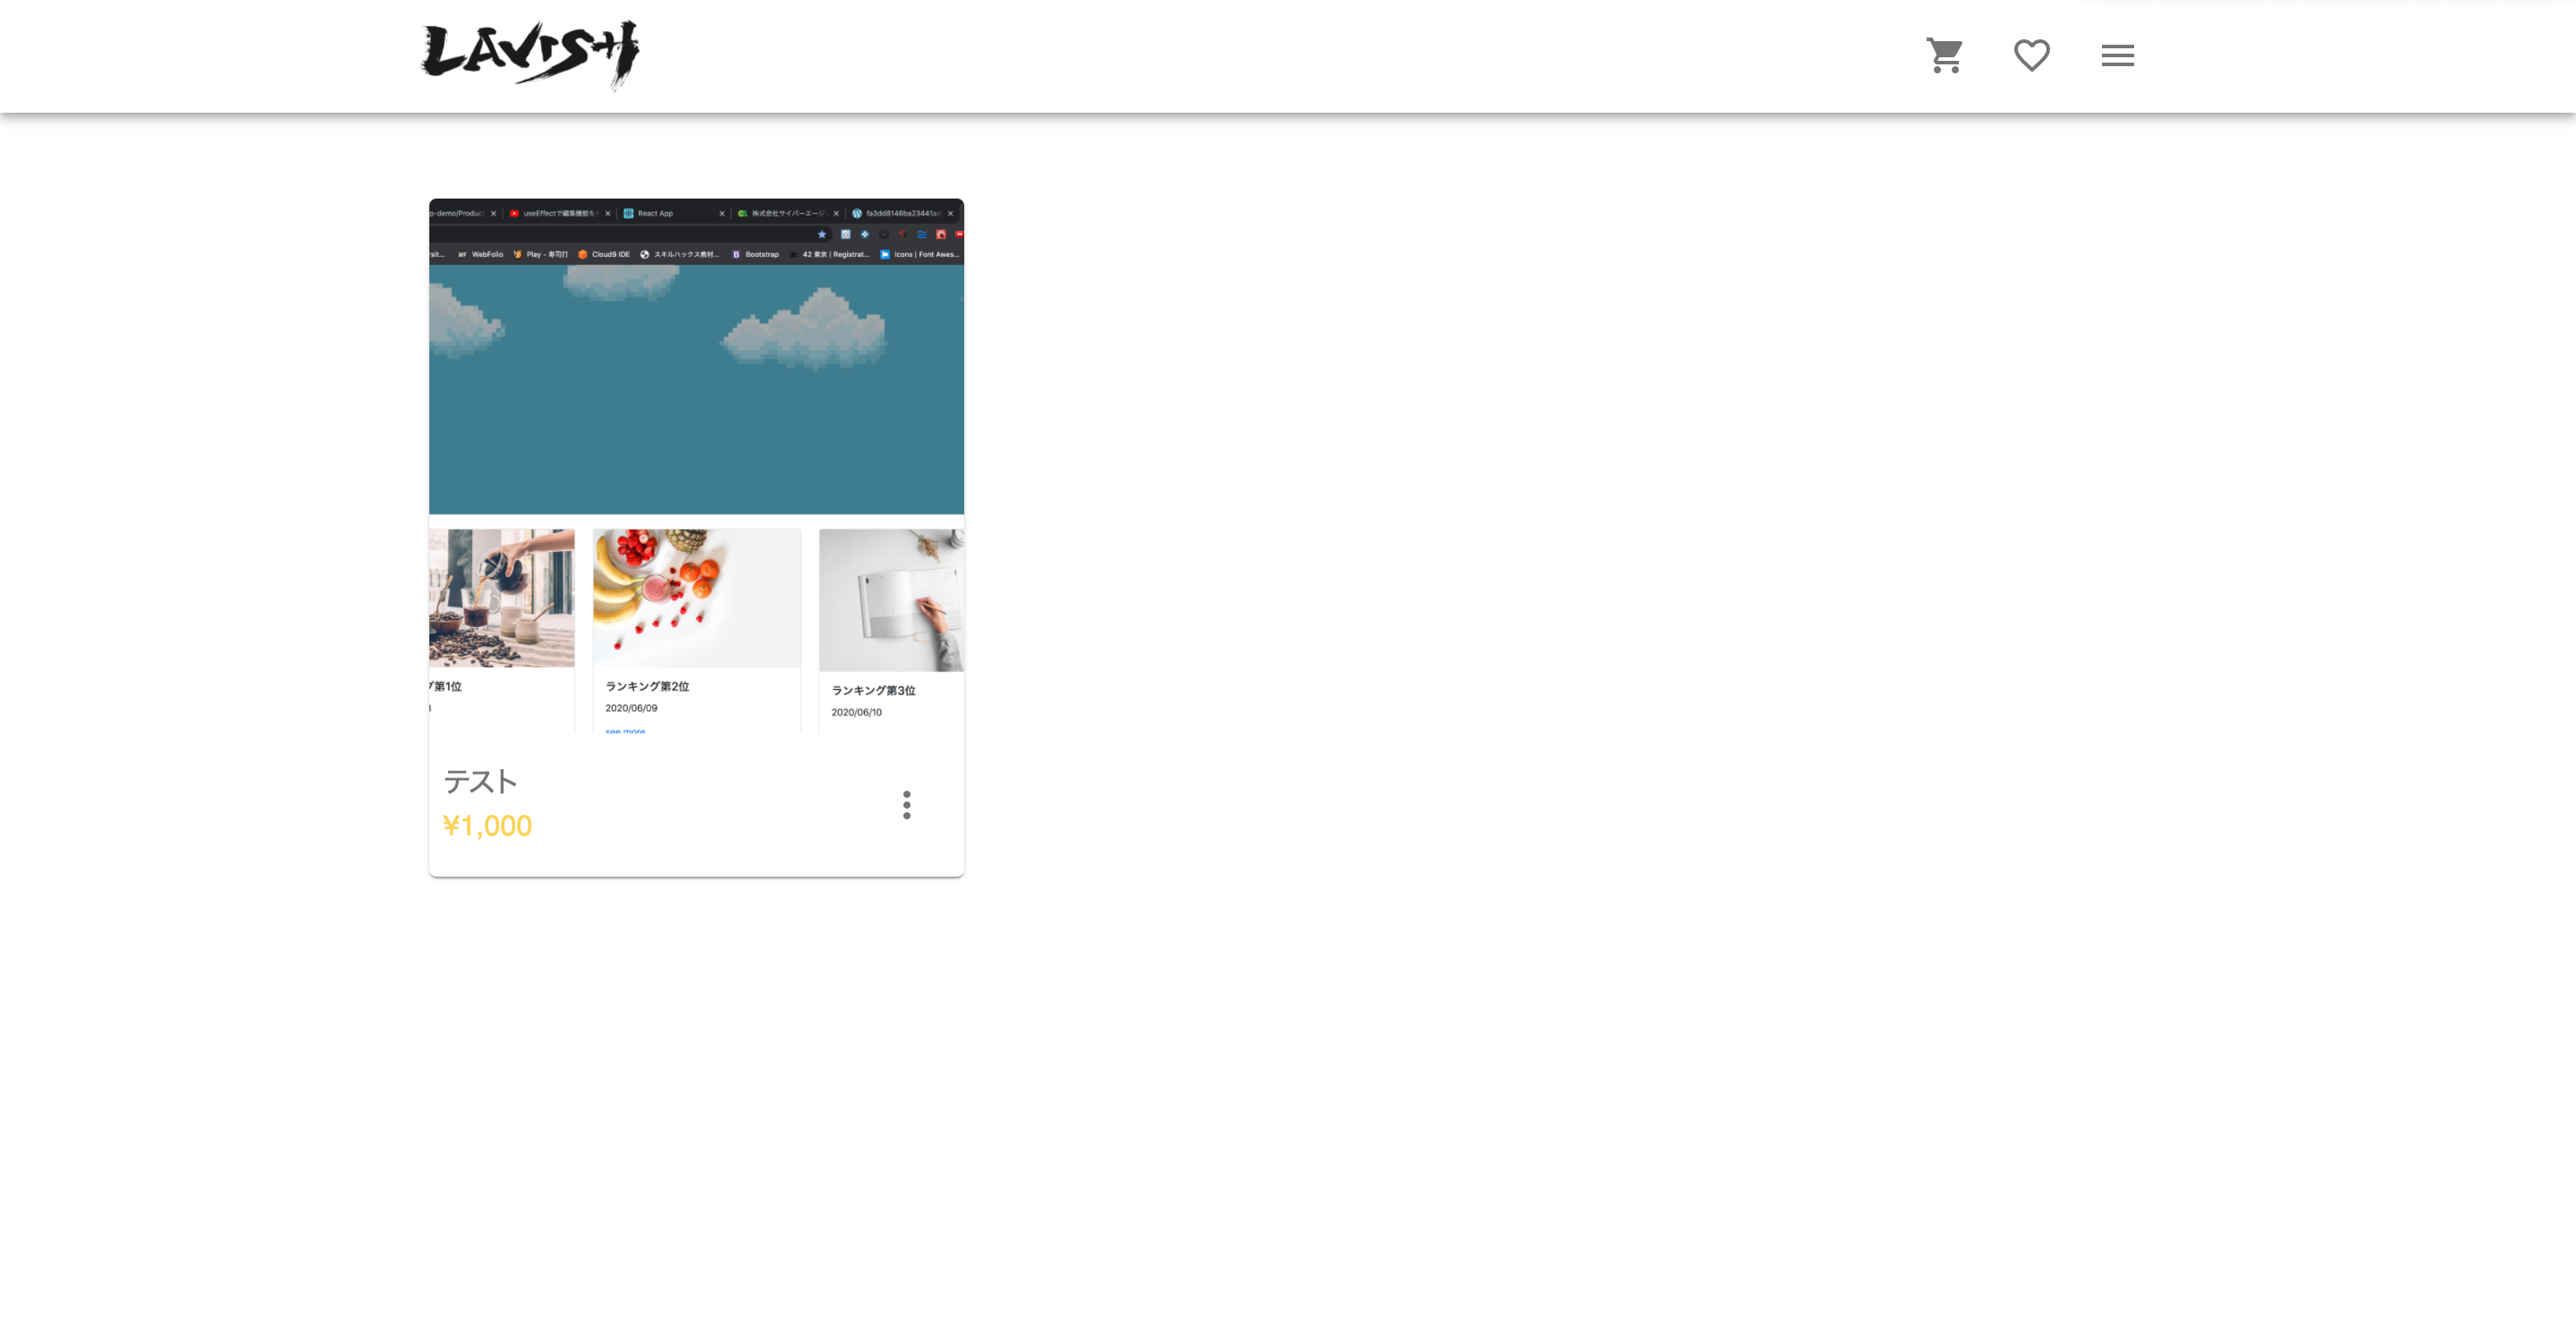 LAVISH
p-demo/Produc
useEffectで編集機能を
React App
株式会社サイバーエージ
fa3dd8146ba23441ad
sit...
WebFolio
Play - 寿司打
Cloud9 IDE
スキルハックス教材...
Bootstrap
42 東京 | Registrat...
Icons | Font Awes...
グ第1位
ランキング第2位
2020/06/09
see more
ランキング第3位
2020/06/10
テスト
¥1,000